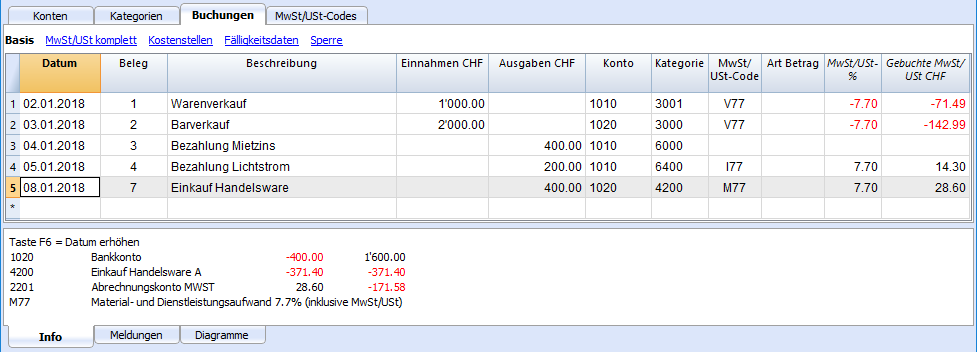 Konten Kategorien Buchungen MwSt/USt-Codes
Basis MwSt/USt komplett Kostenstellen Fälligkeitsdaten Sperre
Datum Beleg Beschreibung Einnahmen CHF Ausgaben CHF Konto Kategorie MwSt/ USt-Code Art Betrag MwSt/USt- % Gebuchte MwSt/ USt CHF
1 02.01.2018 1 Warenverkauf 1'000.00 1010 3001 V77 -7.70 -71.49
2 03.01.2018 2 Barverkauf 2'000.00 1020 3000 V77 -7.70 -142.99
3 04.01.2018 3 Bezahlung Mietzins 400.00 1010 6000
4 05.01.2018 4 Bezahlung Lichtstrom 200.00 1010 6400 I77 7.70 14.30
5 08.01.2018 7 Einkauf Handelsware 400.00 1020 4200 M77 7.70 28.60
*
Taste F6 = Datum erhöhen
1020 Bankkonto -400.00 1'600.00
4200 Einkauf Handelsware A -371.40 -371.40
2201 Abrechnungskonto MWST 28.60 -171.58
M77 Material- und Dienstleistungsaufwand 7.7% (inklusive MwSt/USt)
Info Meldungen Diagramme